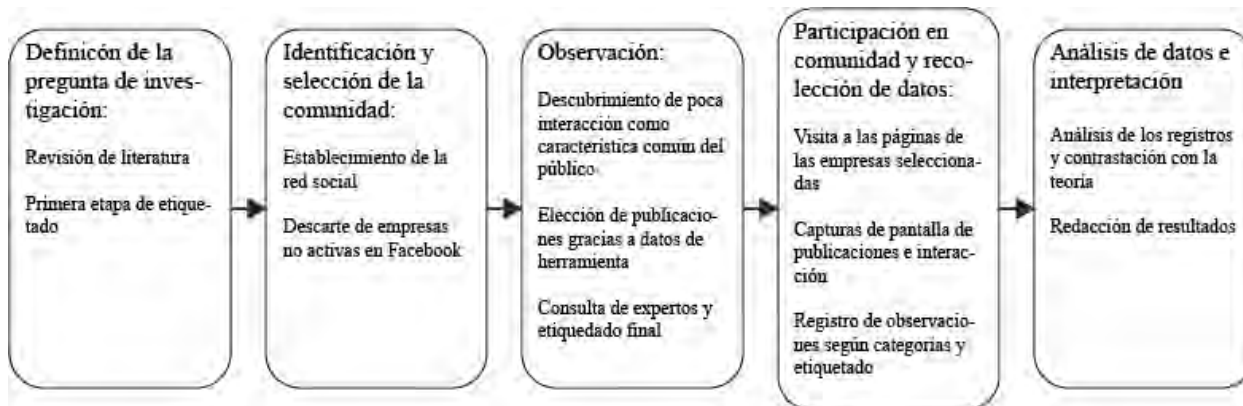 Definicón de la
pregunta de inves-
tigación:
Revisión de literatura
Primera etapa de etique-
tado
Identificación y
selección de la
comunidad:
Establecimiento de la
red social
Descarte de empresas
no activas en Facebook
Observación:
Descubrimiento de poca
interacción como
característica común del
público
Elección de publicacio-
nes gracias a datos de
herramienta
Consulta de expertos y
etiquedado final
Participación en
comunidad y reco-
lección de datos:
Visita a las páginas de
las empresas selecciona-
das
Capturas de pantalla de
publicaciones e interac-
ción
Registro de observacio-
nes según categorías y
etiquetado
Análisis de datos e
interpretación
Análisis de los registros
y contrastación con la
teoría
Redacción de resultados